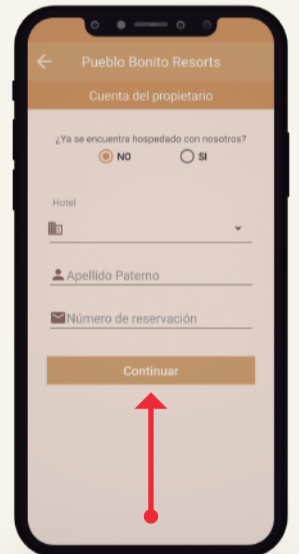 Pueblo Bonito Resorts
Cuenta del propietario
¿Ya se encuentra hospedado con nosotros?
NO
SI
Hotel
Apellido Paterno
Número de reservación
Continuar